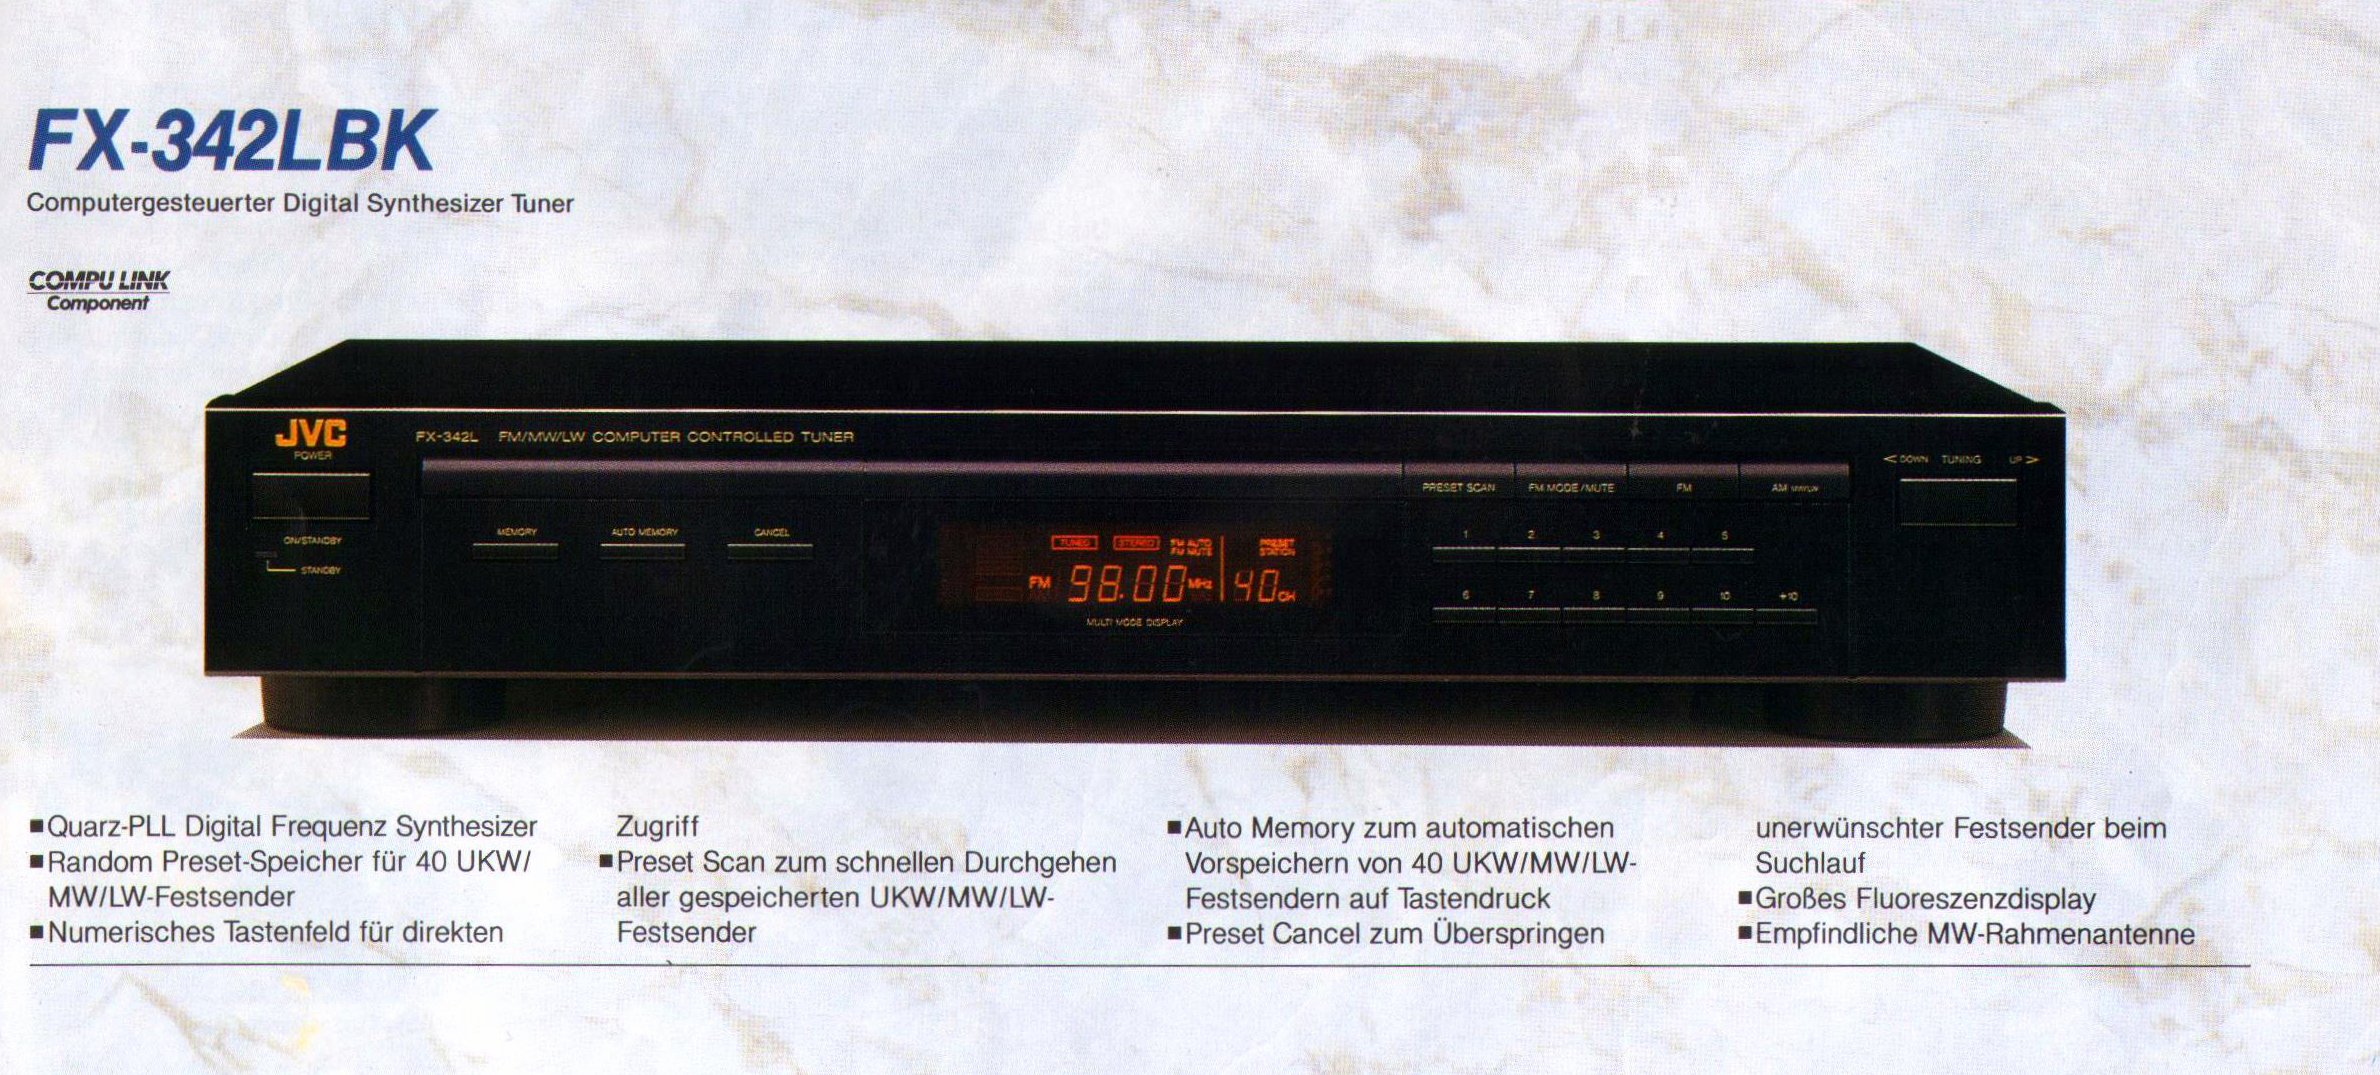 FX-342LBK
Computergesteuerter Digital Synthesizer Tuner
COMPU LINK
Component
JVC
POWER
FX-342L FM/MW/LW COMPUTER CONTROLLED TUNER
ON/STANDBY
STANDBY
MEMORY AUTO MEMORY CANCEL
TUNED STEREO FM AUTO
FM MUTE
PRESET
STATION
FM 98.00 MHz 40 CH
MULTI MODE DISPLAY
PRESET SCAN FM MODE/MUTE FM AM MW/LW
1 2 3 4 5
6 7 8 9 10 +10
< DOWN TUNING UP >
■Quarz-PLL Digital Frequenz Synthesizer
■Random Preset-Speicher für 40 UKW/
MW/LW-Festsender
■Numerisches Tastenfeld für direkten
Zugriff
■Preset Scan zum schnellen Durchgehen
aller gespeicherten UKW/MW/LW-
Festsender
■Auto Memory zum automatischen
Vorspeichern von 40 UKW/MW/LW-
Festsendern auf Tastendruck
■Preset Cancel zum Überspringen
unerwünschter Festsender beim
Suchlauf
■Großes Fluoreszenzdisplay
■Empfindliche MW-Rahmenantenne